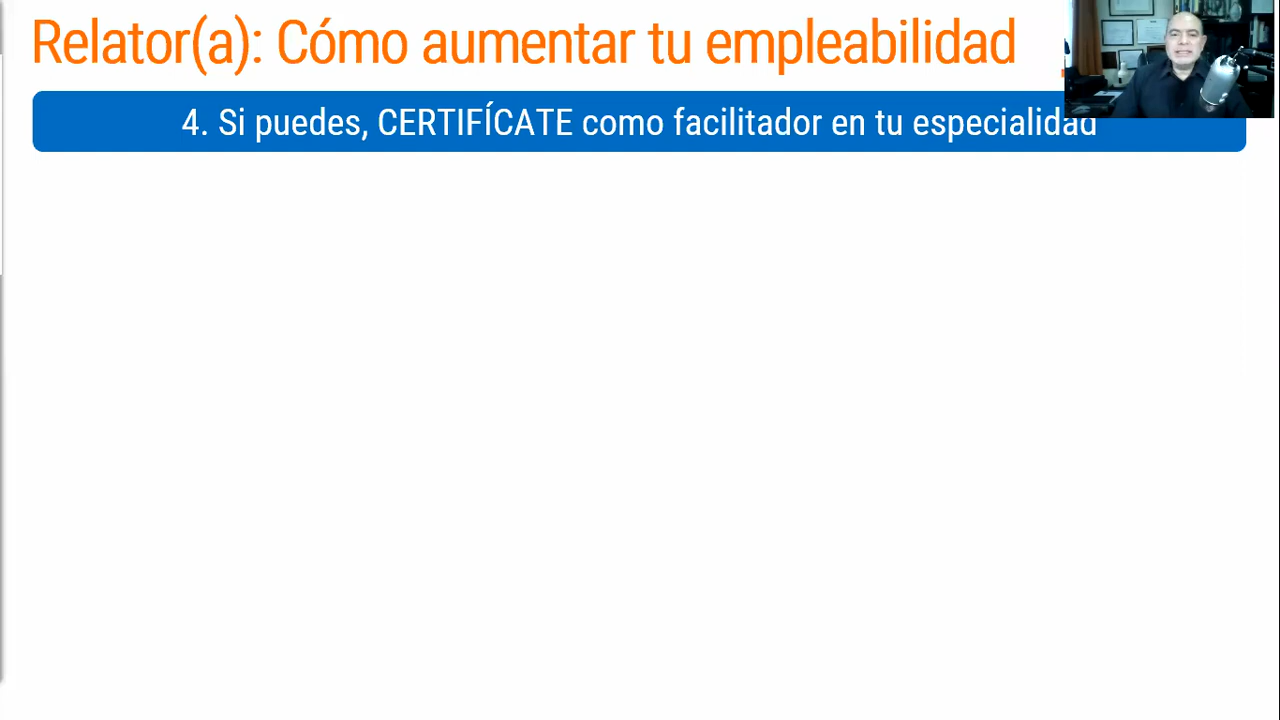 Relator(a): Cómo aumentar tu empleabilidad
4. Si puedes, CERTIFÍCATE como facilitador en tu especialidad